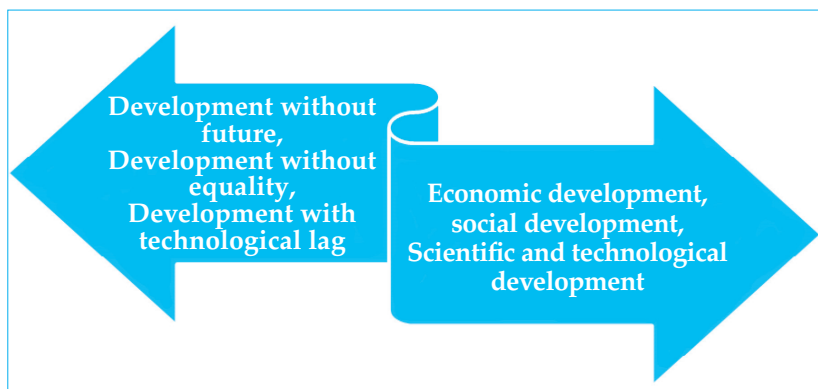 Development without
future,
Development without
equality,
Development with
technological lag
Economic development,
social development,
Scientific and technological
development